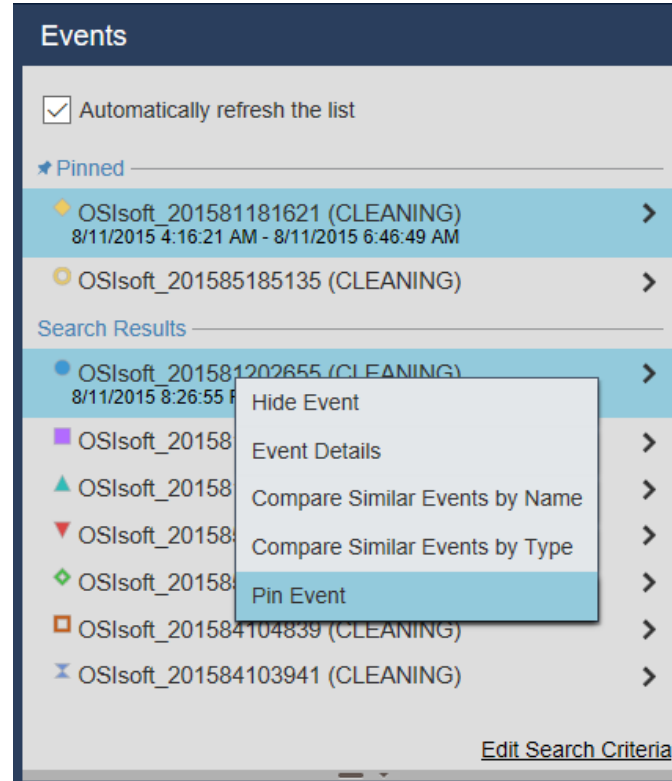 Events
Automatically refresh the list
Pinned
OSIsoft_201581181621 (CLEANING)
8/11/2015 4:16:21 AM - 8/11/2015 6:46:49 AM
OSIsoft_201585185135 (CLEANING)
Search Results
OSIsoft_201581202655 (CLEANING)
8/11/2015 8:26:55
Hide Event
OSIsoft_20158
Event Details
OSIsoft_20158
Compare Similar Events by Name
OSIsoft_20158
Compare Similar Events by Type
OSIsoft_20158
Pin Event
OSIsoft_201584104839 (CLEANING)
OSIsoft_201584103941 (CLEANING)
Edit Search Criteria